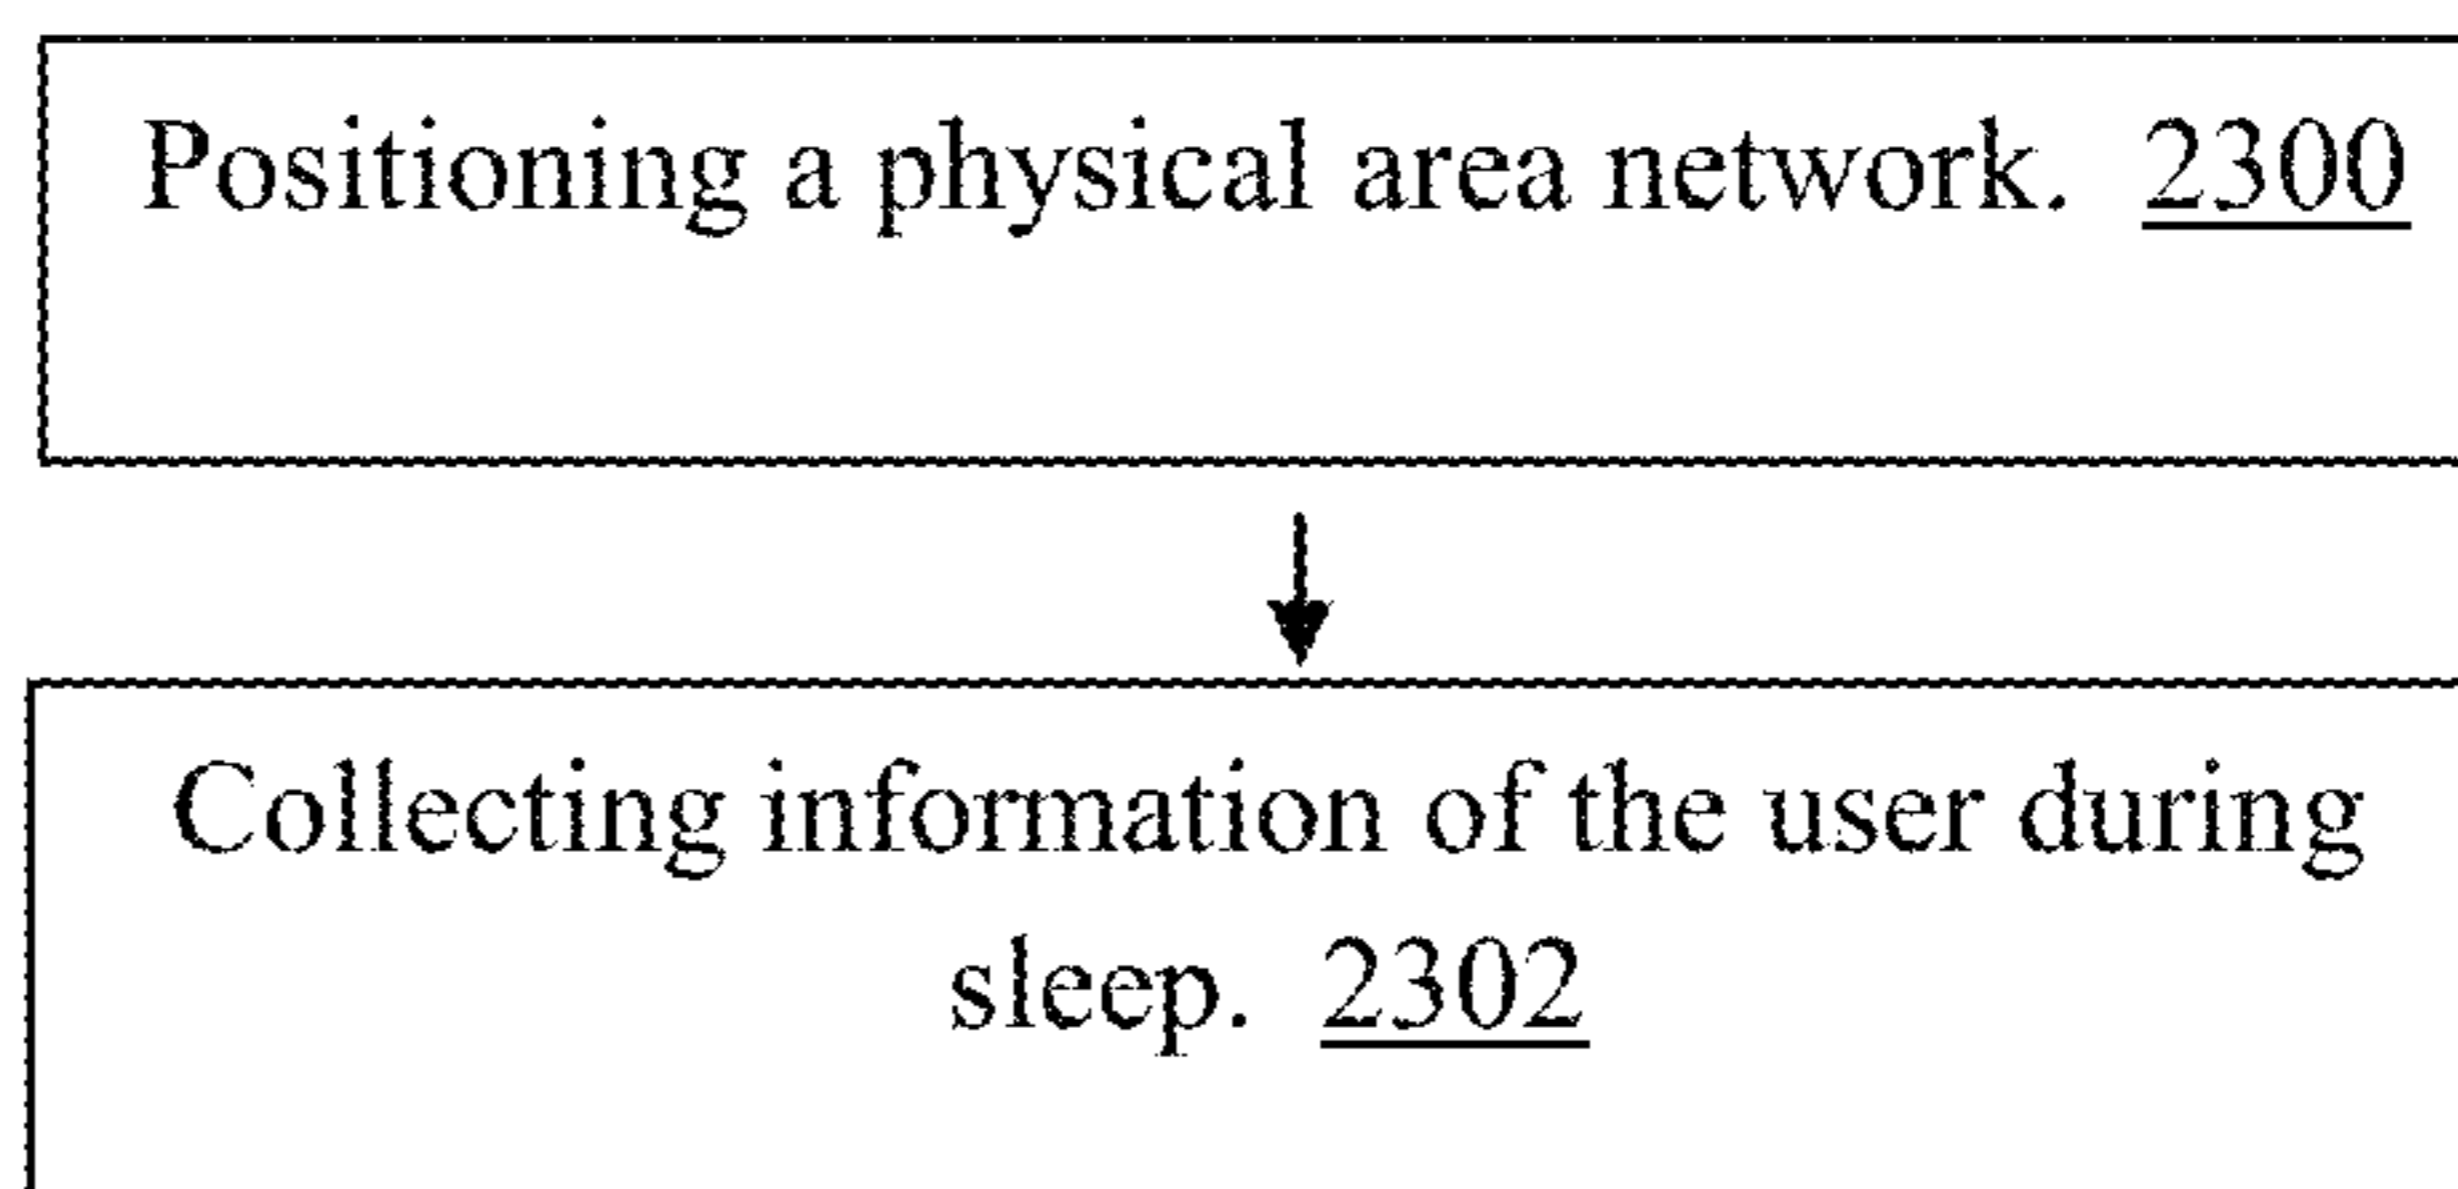 Positioning a physical area network. 2300
Collecting information of the user during
sleep. 2302